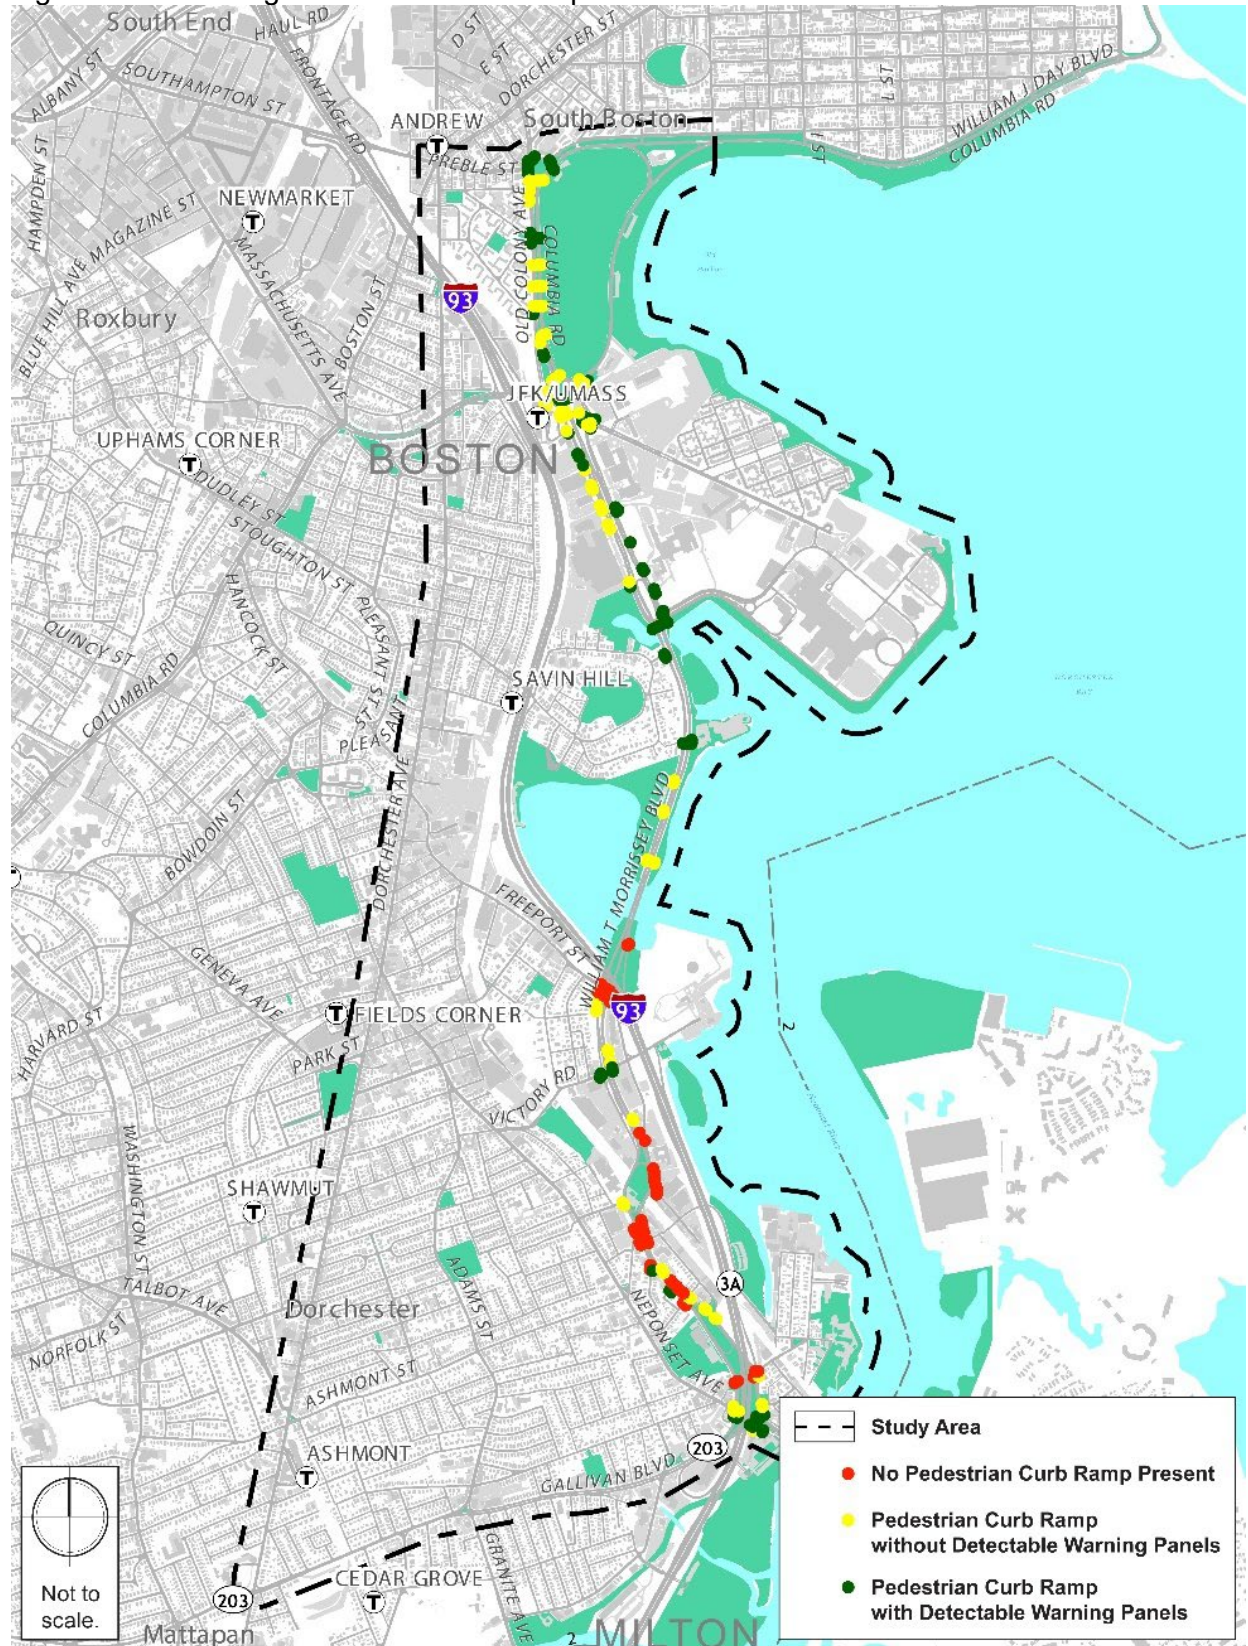 South End
HAUL RD
D ST
E ST
DORCHESTER ST
FRONTAGE RD
ALBANY ST
SOUTHAMPTON ST
I ST
WILLIAM J DAY BLVD
COLUMBIA RD
ANDREW
South Boston
T
PREBLE ST
I ST
HAMPDEN ST
NEWMARKET
T
MAGAZINE ST
BLUE HILL AVE
MASSACHUSETTS AVE
BOSTON ST
OLD COLONY AVE
COLUMBIA RD
93
Roxbury
JFK/UMASS
T
UPHAMS CORNER
T
BOSTON
DUDLEY ST
STOUGHTON ST
HANCOCK ST
PLEASANT ST
QUINCY ST
COLUMBIA RD
SAVIN HILL
T
DORCHESTER
BAY
PLEASANT ST
DORCHESTER AVE
WILLIAM T MORRISSEY BLVD
BOWDOIN ST
FREEPORT ST
GENEVA AVE
93
T
FIELDS CORNER
HARVARD ST
PARK ST
2
VICTORY RD
WASHINGTON ST
SHAWMUT
T
ADAMS ST
3A
TALBOT AVE
Dorchester
NEPONSET AVE
NORFOLK ST
ASHMONT ST
ASHMONT
T
203
GALLIVAN BLVD
GRANITE AVE
CEDAR GROVE
T
203
Mattapan
2
MILTON
Not to
scale.
Study Area
No Pedestrian Curb Ramp Present
Pedestrian Curb Ramp
without Detectable Warning Panels
Pedestrian Curb Ramp
with Detectable Warning Panels